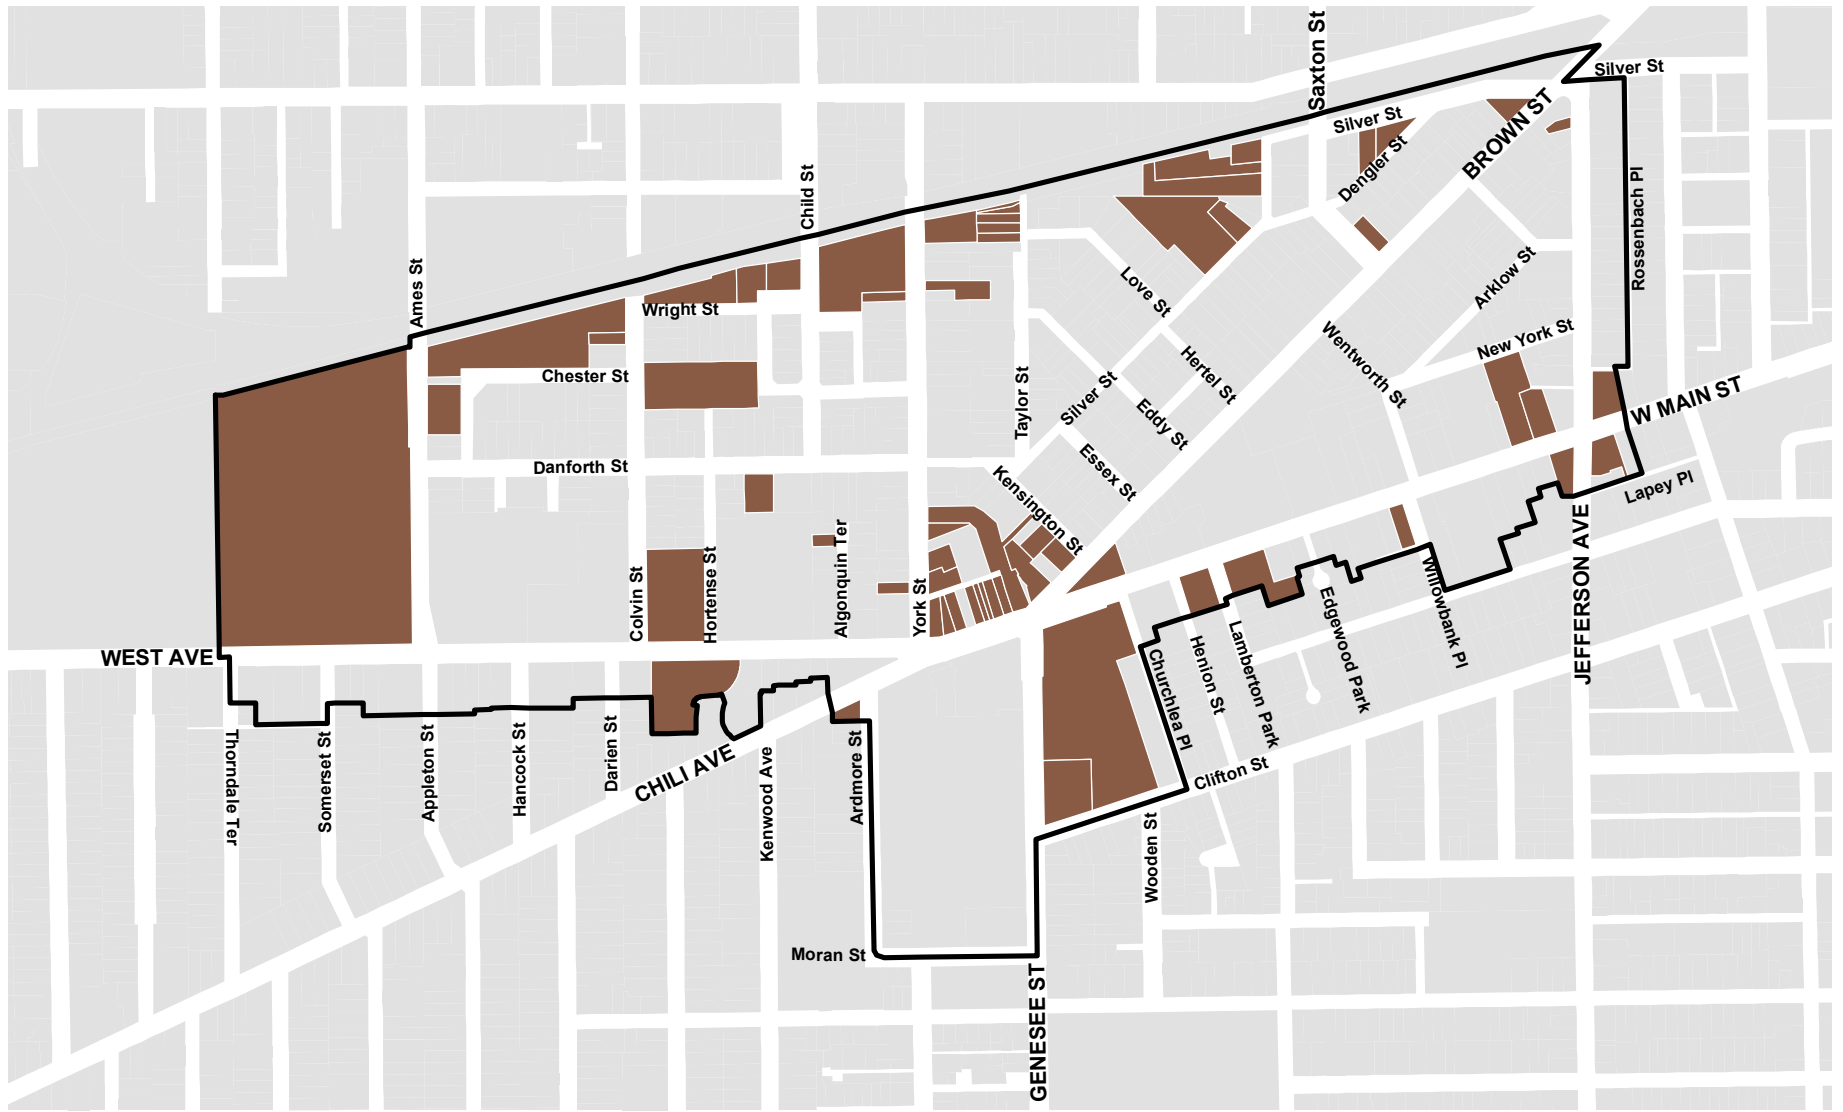 Saxton St
Silver St
Silver St
BROWN ST
Dengler St
Child St
Rossenbach Pl
Ames St
Love St
Arklow St
Wright St
Wentworth St
New York St
Hertel St
Chester St
Taylor St
Silver St
Eddy St
W MAIN ST
Danforth St
Essex St
Kensington St
Lapey Pl
Algonquin Ter
Hortense St
Colvin St
York St
JEFFERSON AVE
Willowbank Pl
Edgewood Park
Lamberton Park
Henion St
Churchlea Pl
WEST AVE
Thorndale Ter
Somerset St
Appleton St
Hancock St
Darien St
CHILI AVE
Kenwood Ave
Ardmore St
Clifton St
Wooden St
Moran St
GENESEE ST